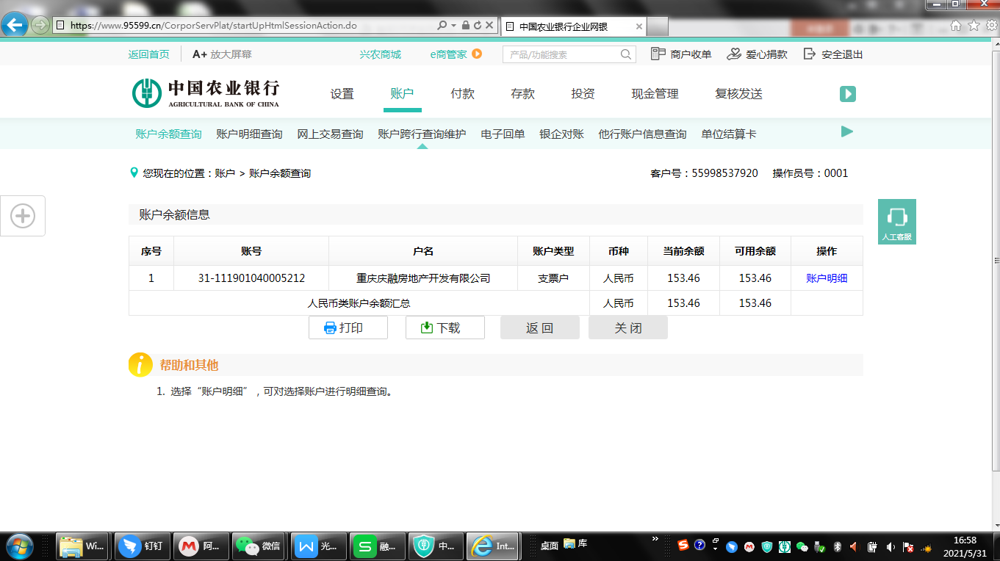 https://www.95599.cn/CorporServPlat/startUpHtmlSessionAction.do
中国农业银行企业网银
返回首页 A+ 放大屏幕 兴农商城 e商管家 产品/功能搜索 商户收单 爱心捐款 安全退出
中国农业银行
AGRICULTURAL BANK OF CHINA
设置 账户 付款 存款 投资 现金管理 复核发送
账户余额查询 账户明细查询 网上交易查询 账户跨行查询维护 电子回单 银企对账 他行账户信息查询 单位结算卡
您现在的位置：账户 > 账户余额查询 客户号：55998537920 操作员号：0001
账户余额信息
人工客服
序号 账号 户名 账户类型 币种 当前余额 可用余额 操作
1 31-111901040005212 重庆庆融房地产开发有限公司 支票户 人民币 153.46 153.46 账户明细
人民币类账户余额汇总 人民币 153.46 153.46
打印 下载 返回 关闭
帮助和其他
1. 选择“账户明细”，可对选择账户进行明细查询。
Wi... 钉钉 阿... 微信 光... 融... 中... Int... 桌面 库
16:58
2021/5/31